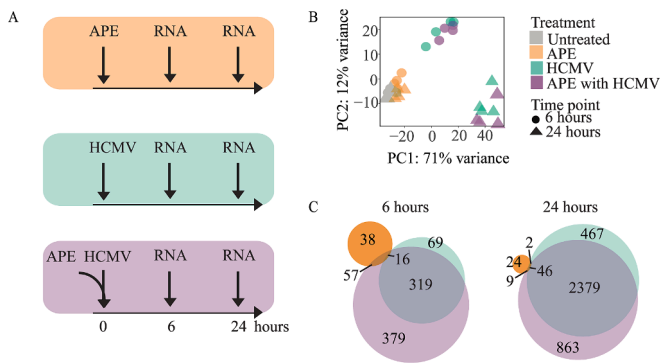 A
APE RNA RNA
HCMV RNA RNA
APE HCMV RNA RNA
0 6 24 hours
B
PC2: 12% variance
20
10
0
−10
−20 0 20 40
PC1: 71% variance
Treatment
Untreated
APE
HCMV
APE with HCMV
Time point
6 hours
24 hours
C
6 hours
38
69
16
57
319
379
24 hours
467
2
24
46
9
2379
863